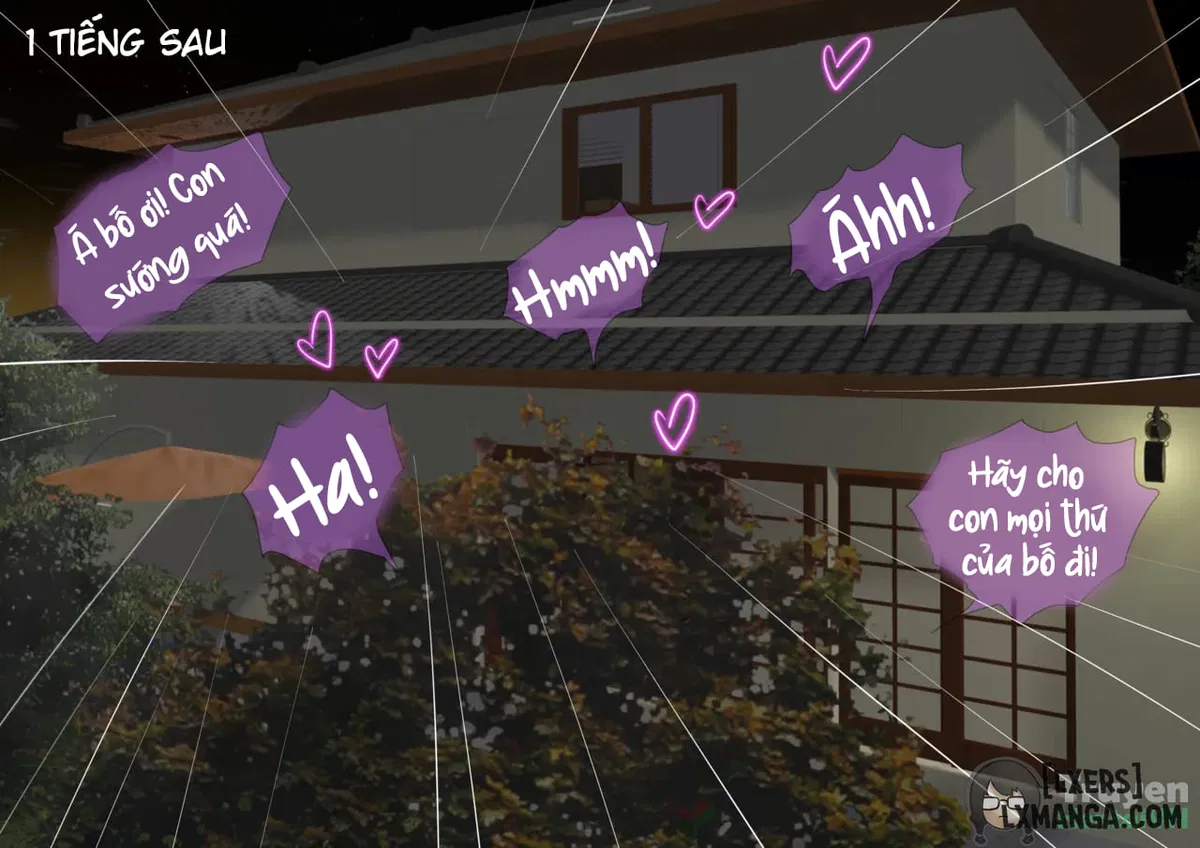 1 TIẾNG SAU
Á bố ơi! Con
sướng quá!
Hmmm!
Áhh!
Ha!
Hãy cho
con mọi thứ
của bố đi!
[LXERS]
LXMANGA.COM